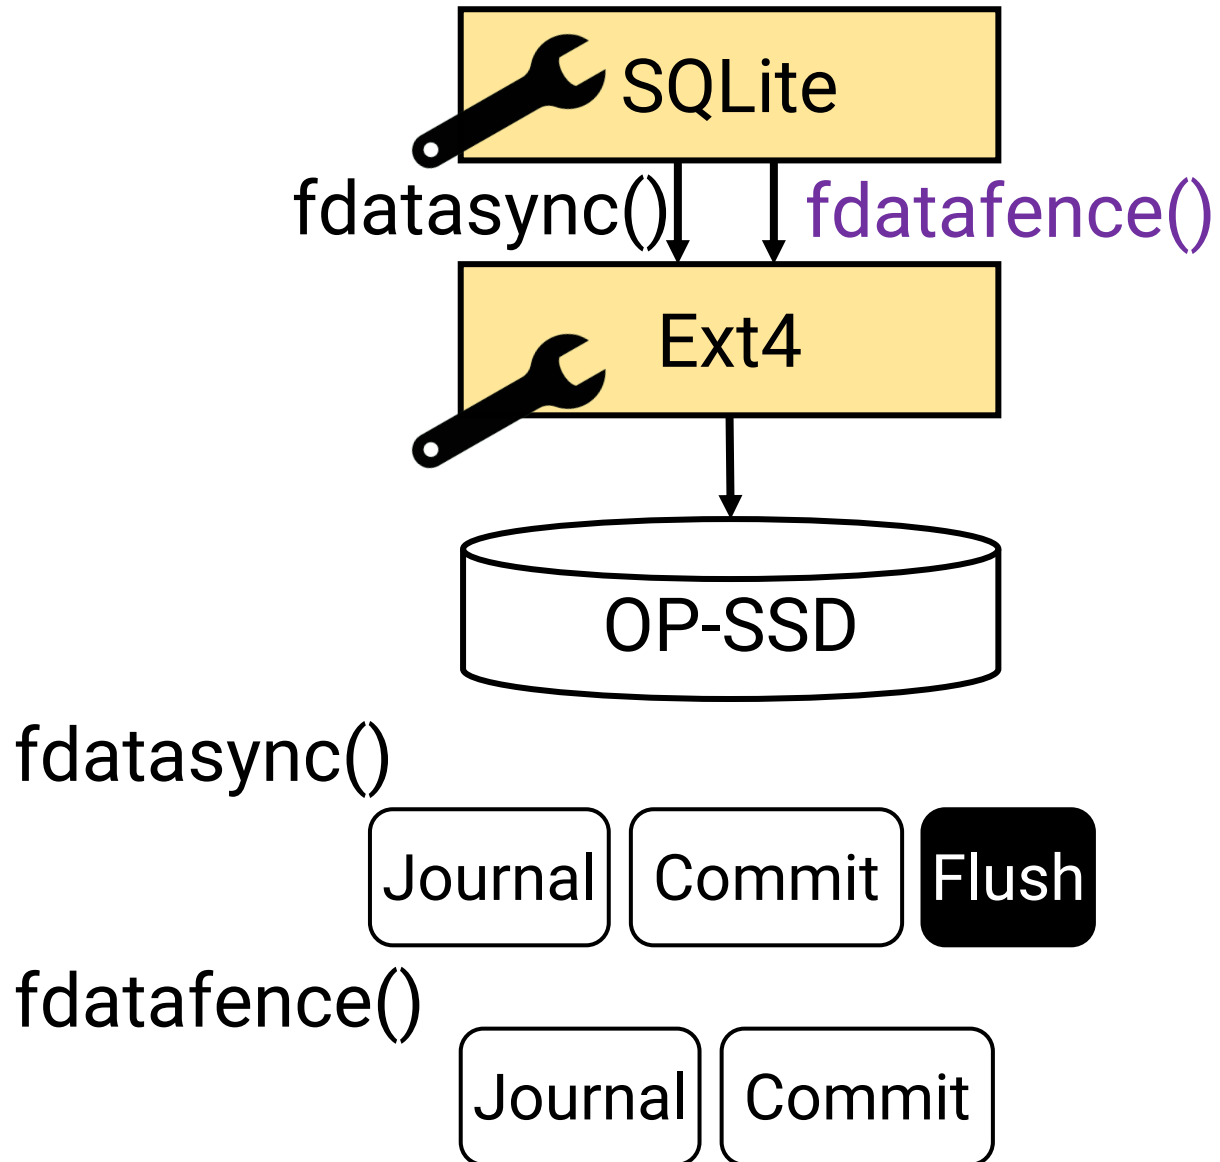 SQLite
fdatasync() fdatafence()
Ext4
OP-SSD
fdatasync()
Journal Commit Flush
fdatafence()
Journal Commit